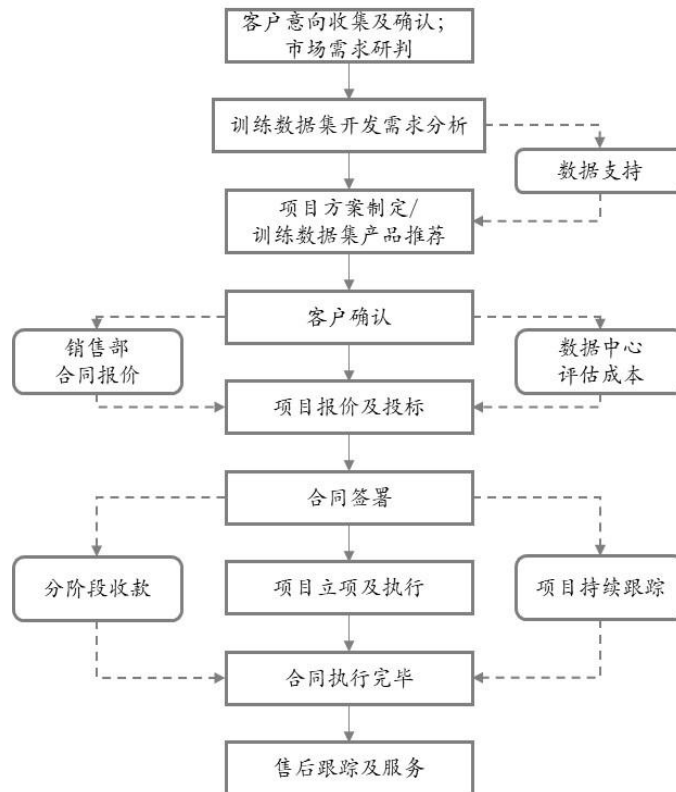 客户意向收集及确认；
市场需求研判
训练数据集开发需求分析
数据支持
项目方案制定/
训练数据集产品推荐
客户确认
销售部
合同报价
数据中心
评估成本
项目报价及投标
合同签署
分阶段收款
项目立项及执行
项目持续跟踪
合同执行完毕
售后跟踪及服务